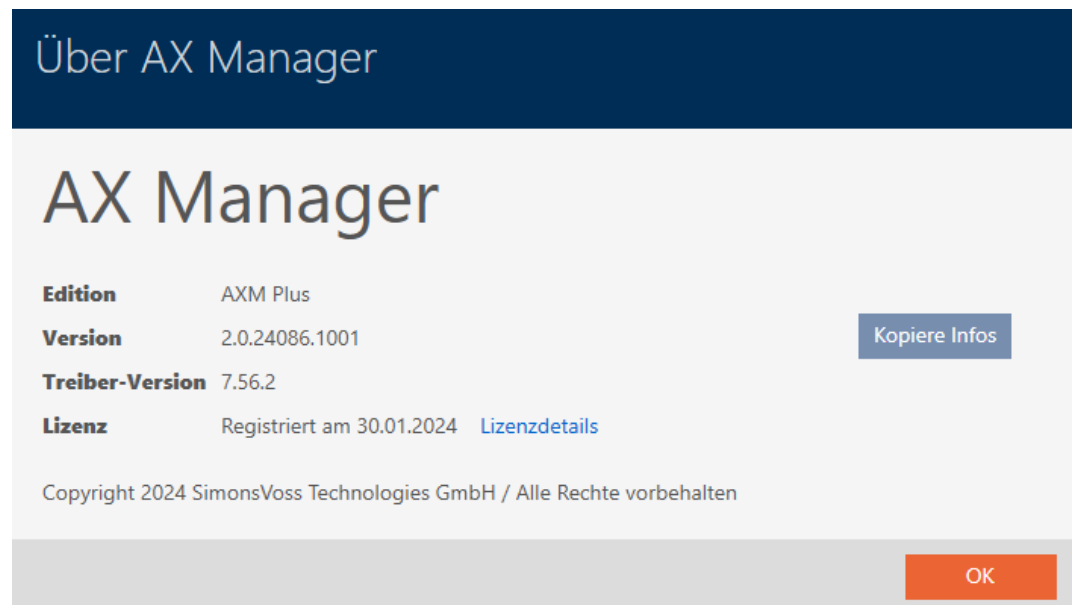 Über AX Manager
AX Manager
Edition AXM Plus
Version 2.0.24086.1001
Kopiere Infos
Treiber-Version 7.56.2
Lizenz Registriert am 30.01.2024 Lizenzdetails
Copyright 2024 SimonsVoss Technologies GmbH / Alle Rechte vorbehalten
OK